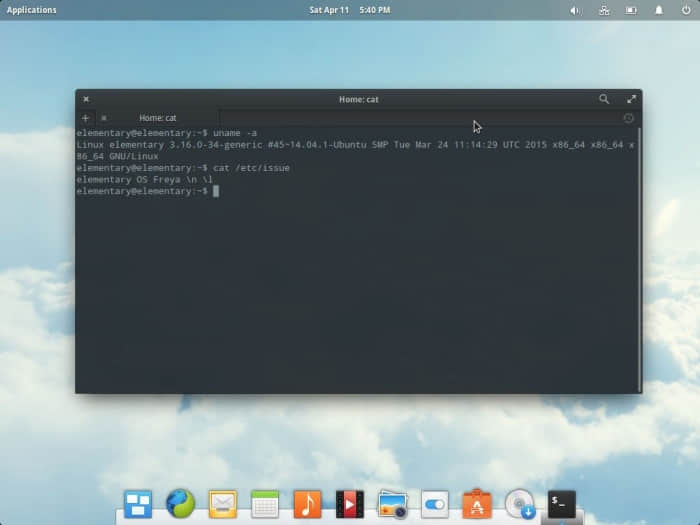 Applications
Sat Apr 11 5:40 PM
Home: cat
Home: cat
elementary@elementary:~$ uname -a
Linux elementary 3.16.0-34-generic #45~14.04.1-Ubuntu SMP Tue Mar 24 11:14:29 UTC 2015 x86_64 x86_64 x
86_64 GNU/Linux
elementary@elementary:~$ cat /etc/issue
elementary OS Freya \n \l
elementary@elementary:~$
$_